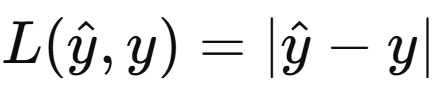 L(ŷ, y) = |ŷ − y|